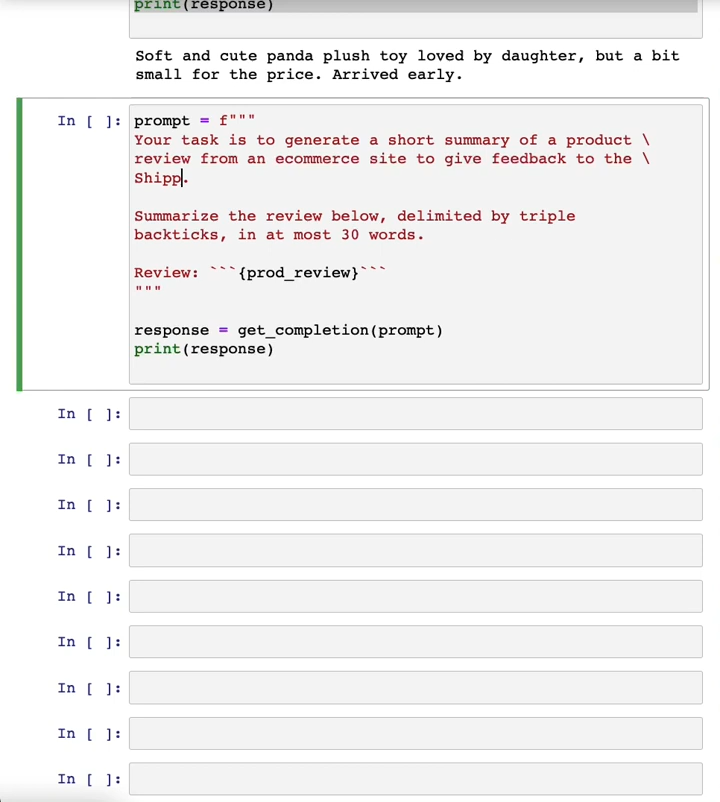 print(response)
Soft and cute panda plush toy loved by daughter, but a bit
small for the price. Arrived early.
In [ ]: prompt = f"""
Your task is to generate a short summary of a product \
review from an ecommerce site to give feedback to the \
Shipp.
Summarize the review below, delimited by triple
backticks, in at most 30 words.
Review: ```{prod_review}```
"""
response = get_completion(prompt)
print(response)
In [ ]:
In [ ]:
In [ ]:
In [ ]:
In [ ]:
In [ ]:
In [ ]:
In [ ]:
In [ ]: